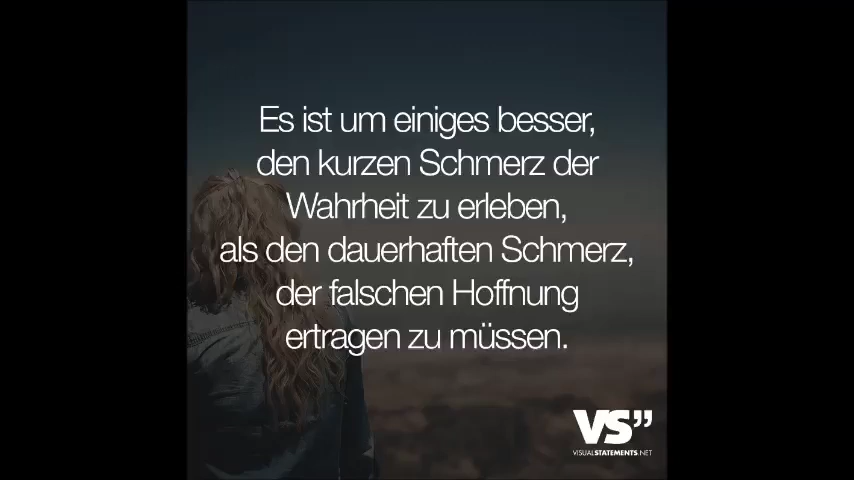 Es ist um einiges besser,
den kurzen Schmerz der
Wahrheit zu erleben,
als den dauerhaften Schmerz,
der falschen Hoffnung
ertragen zu müssen.
VS”
VISUALSTATEMENTS.NET